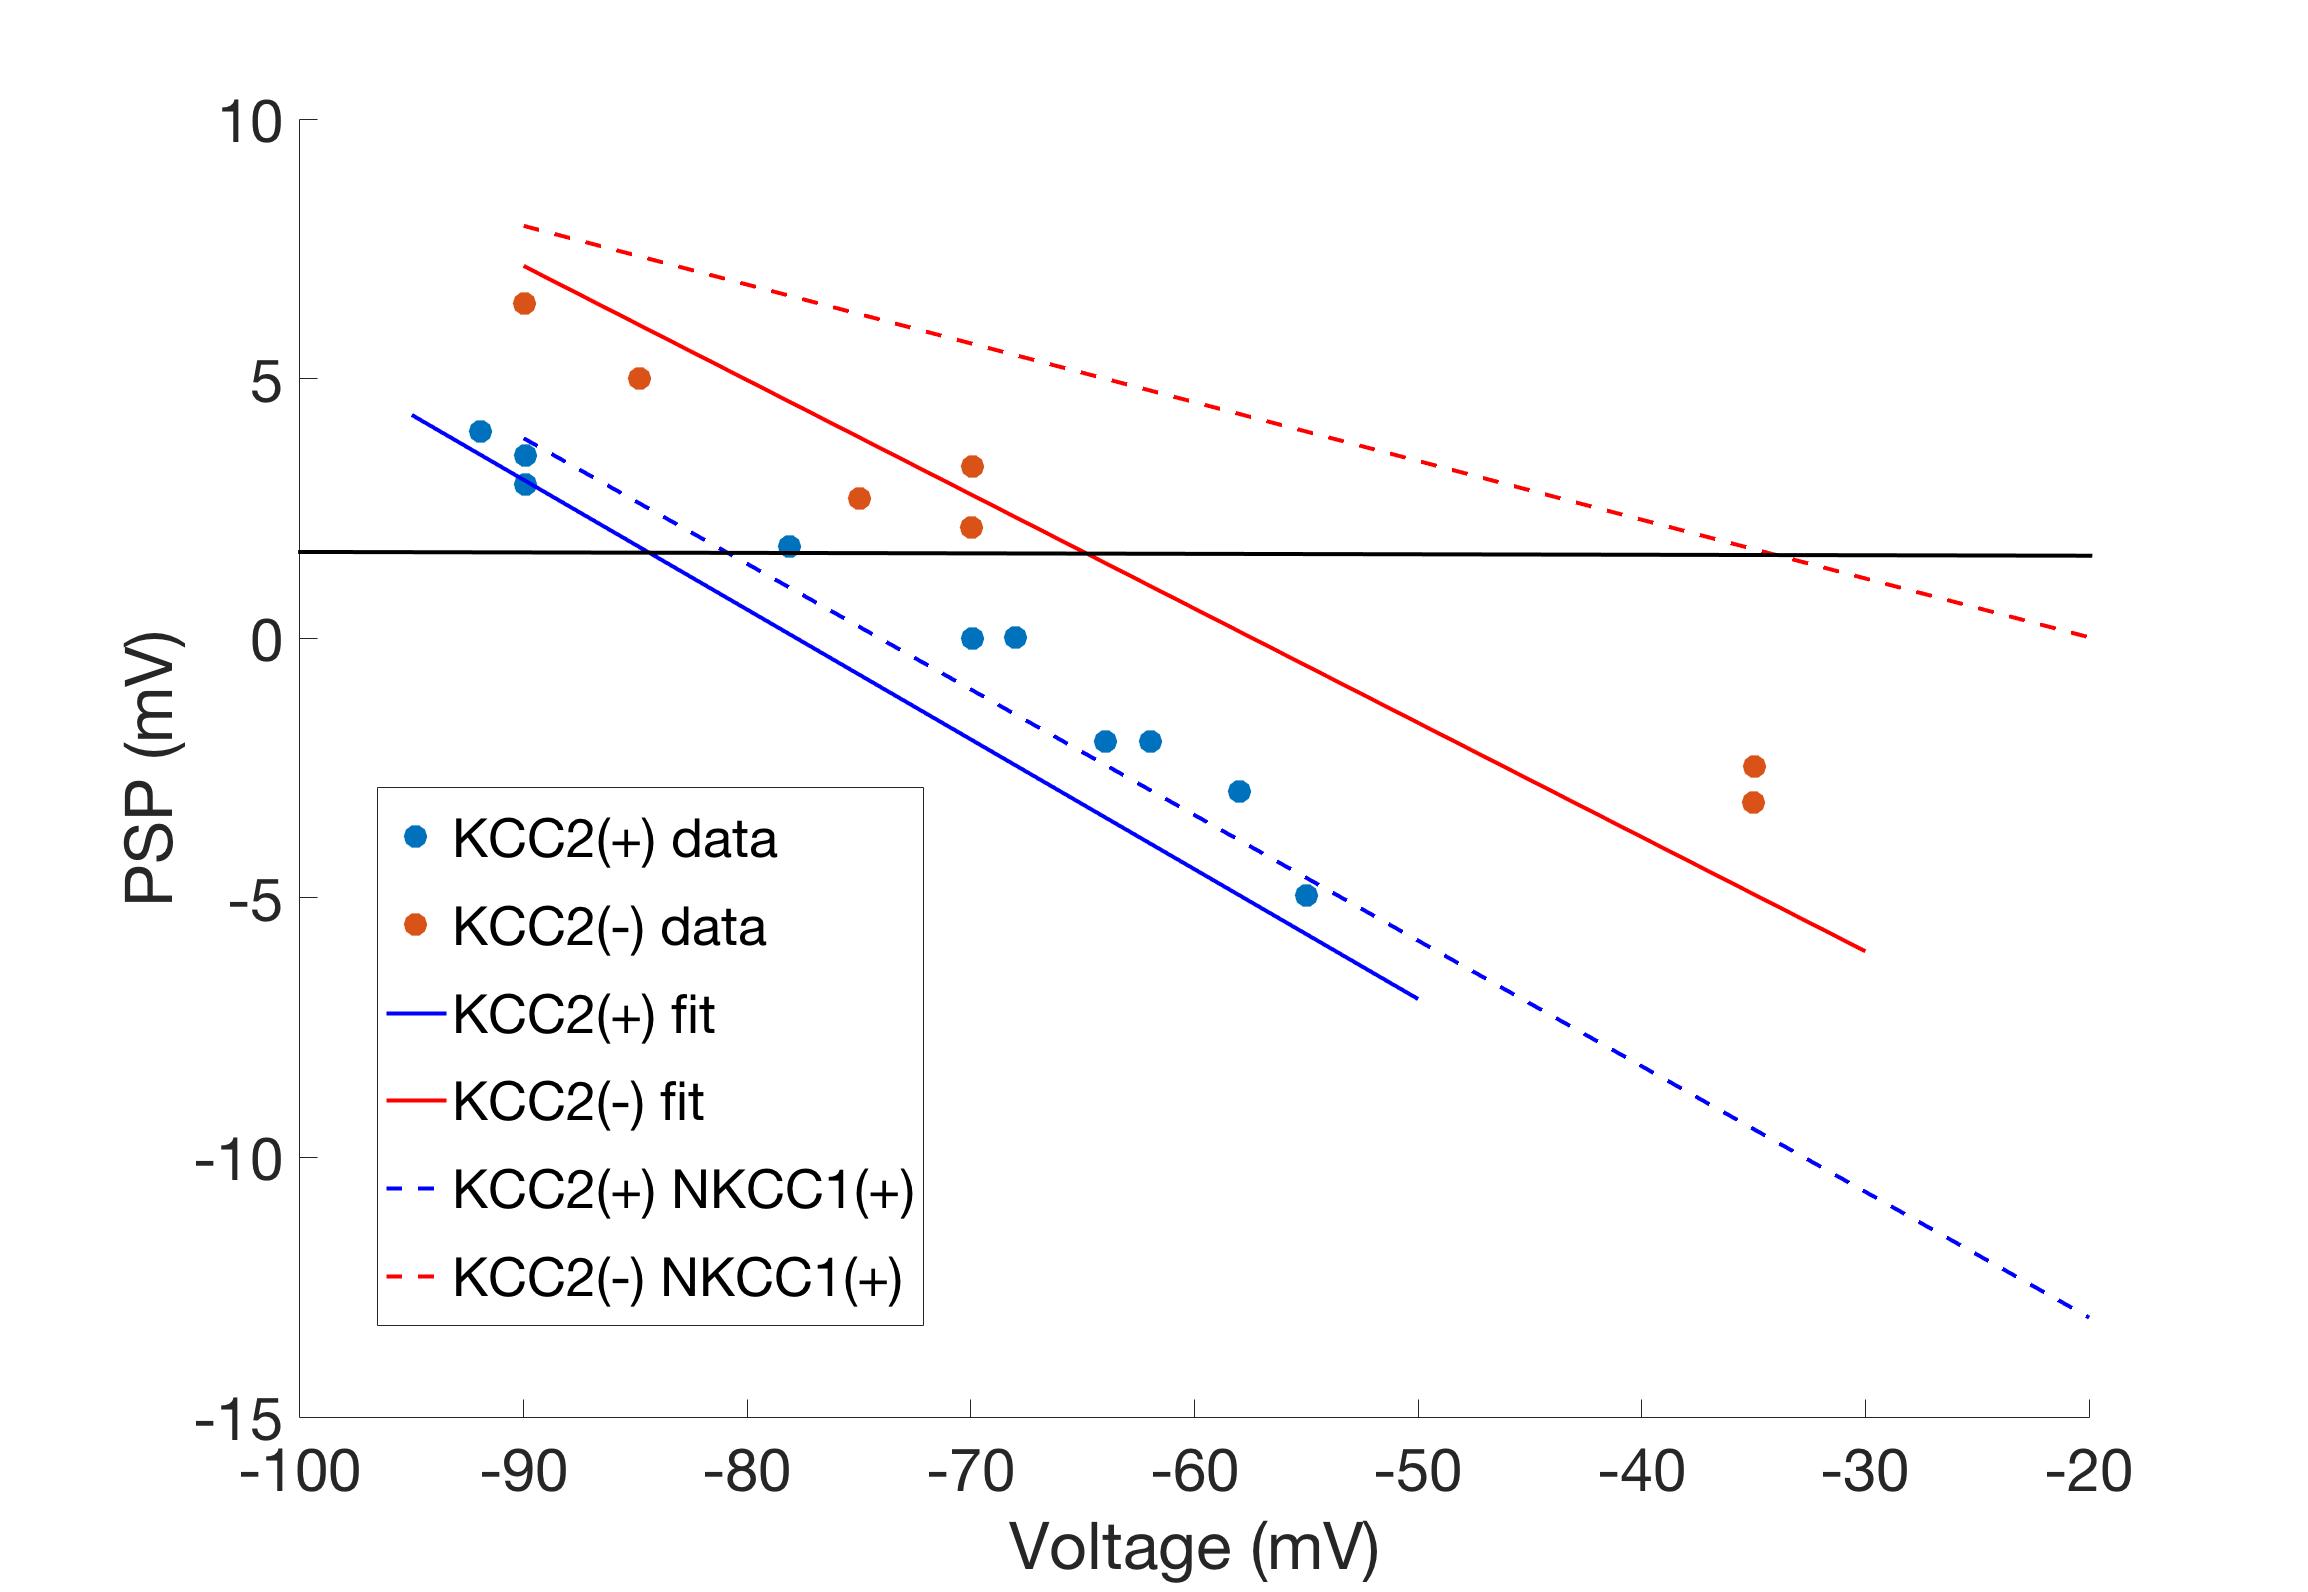 10
5
0
-5
-10
-15
PSP (mV)
KCC2(+) data
KCC2(-) data
KCC2(+) fit
KCC2(-) fit
KCC2(+) NKCC1(+)
KCC2(-) NKCC1(+)
-100 -90 -80 -70 -60 -50 -40 -30 -20
Voltage (mV)